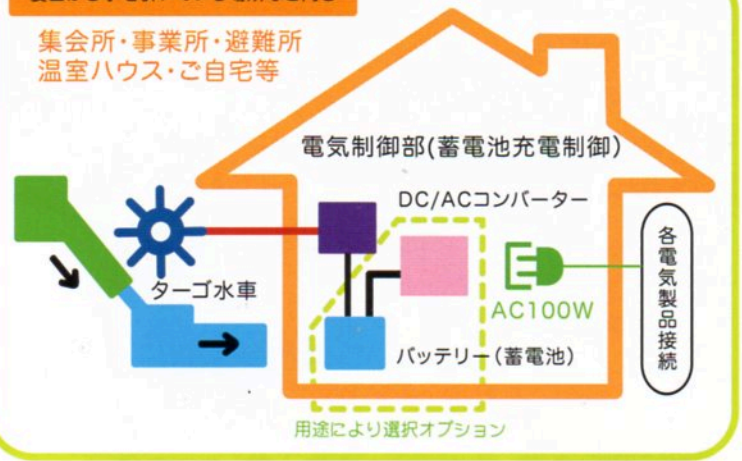 集会所・事業所・避難所
温室ハウス・ご自宅等
電気制御部(蓄電池充電制御)
DC/ACコンバーター
ターゴ水車
AC100W
各電気製品接続
バッテリー(蓄電池)
用途により選択オプション